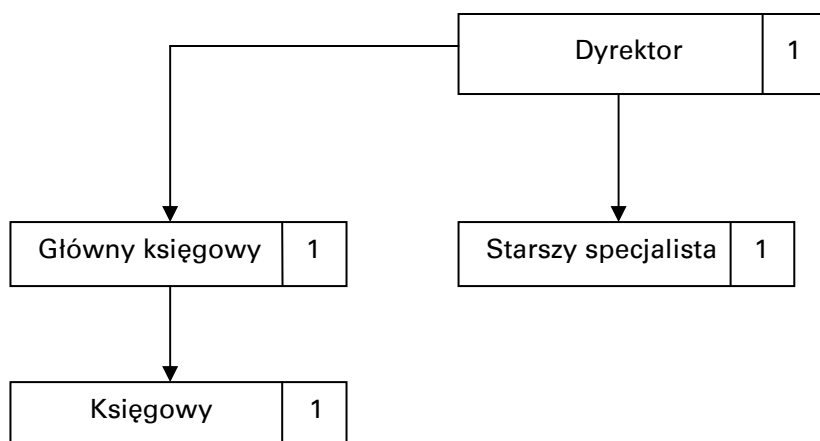 Dyrektor 1
Główny księgowy 1
Starszy specjalista 1
Księgowy 1